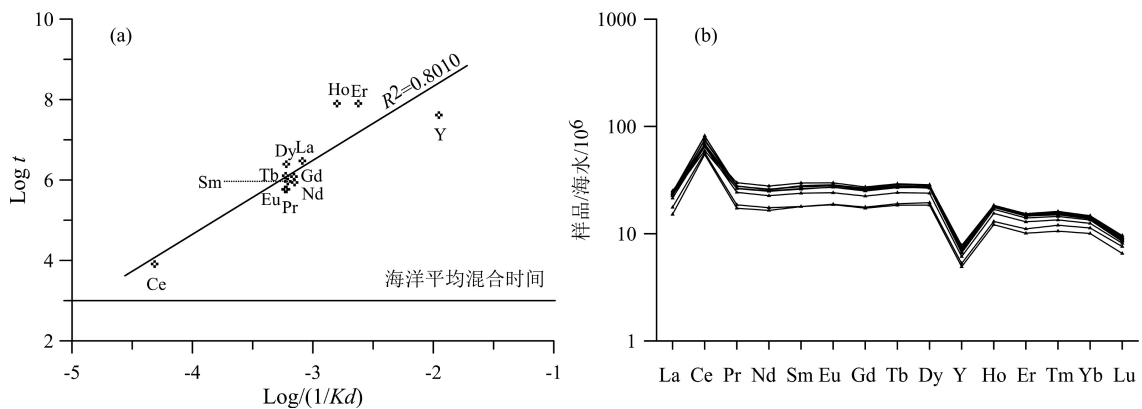 (a)
10
8
6
4
2
Log t
R²=0.8010
Ho Er
Y
Dy La
Tb Gd
Sm
Eu Nd
Pr
Ce
海洋平均混合时间
-5 -4 -3 -2 -1
Log/(1/Kd)
(b)
1000
100
10
1
样品/海水/10⁶
La Ce Pr Nd Sm Eu Gd Tb Dy Y Ho Er Tm Yb Lu